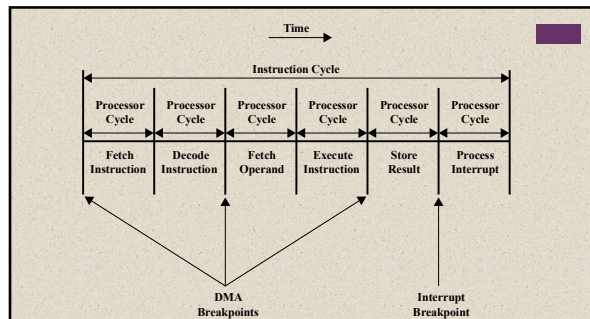 Time
Instruction Cycle
Processor Processor Processor Processor Processor Processor
Cycle Cycle Cycle Cycle Cycle Cycle
Fetch Decode Fetch Execute Store Process
Instruction Instruction Operand Instruction Result Interrupt
DMA Interrupt
Breakpoints Breakpoint